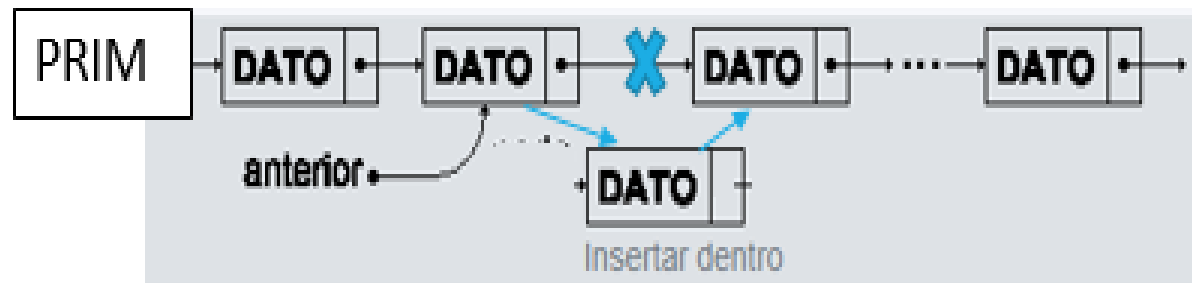 PRIM DATO DATO DATO ... DATO
anterior DATO
Insertar dentro